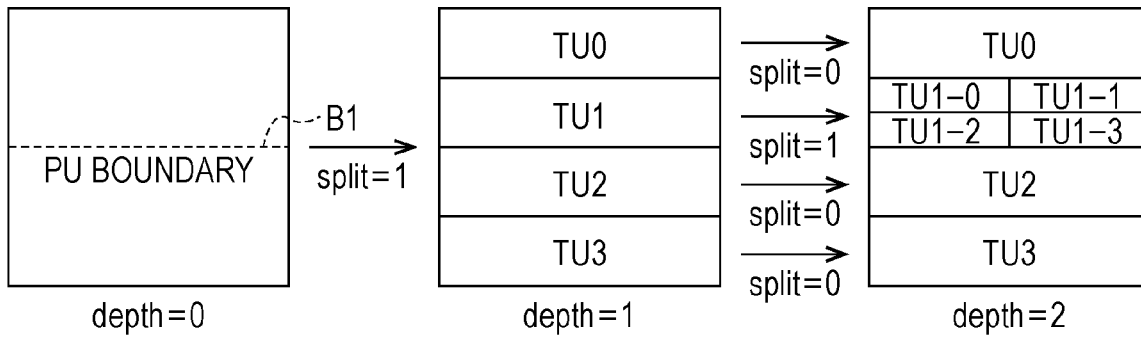 B1
PU BOUNDARY
depth=0
split=1
TU0
TU1
TU2
TU3
depth=1
split=0
split=1
split=0
split=0
TU0
TU1-0 TU1-1
TU1-2 TU1-3
TU2
TU3
depth=2